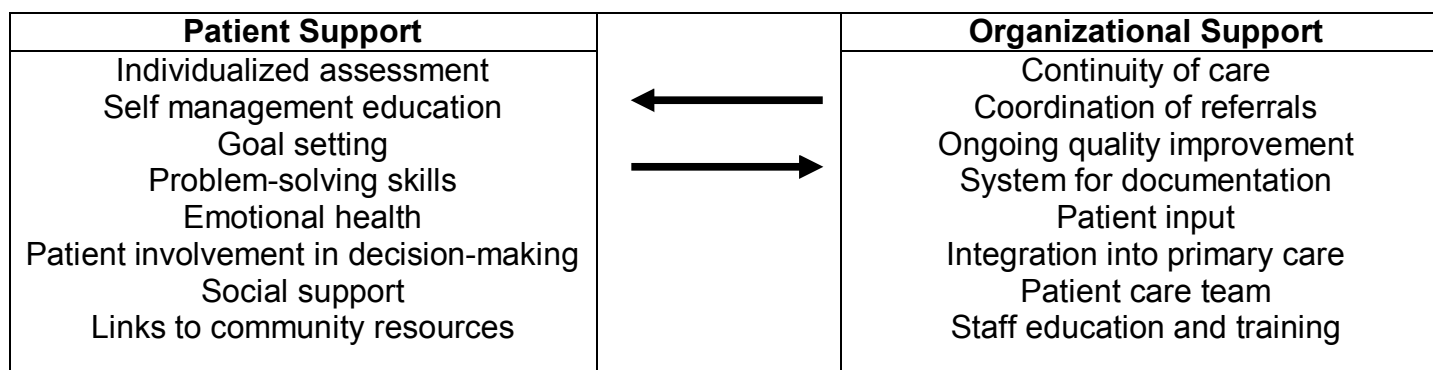 Patient Support
Individualized assessment
Self management education
Goal setting
Problem-solving skills
Emotional health
Patient involvement in decision-making
Social support
Links to community resources
Organizational Support
Continuity of care
Coordination of referrals
Ongoing quality improvement
System for documentation
Patient input
Integration into primary care
Patient care team
Staff education and training